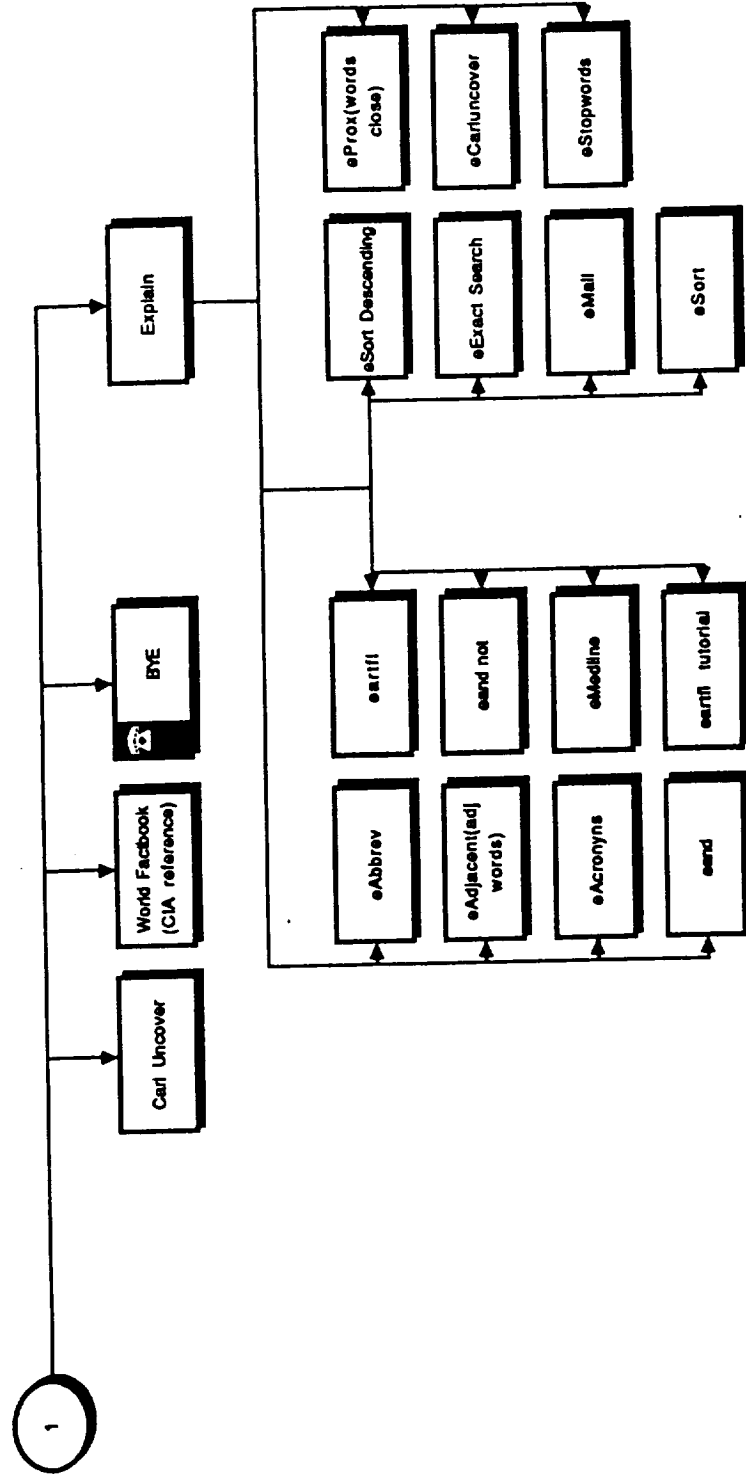 1
Carl Uncover
World Factbook
(CIA reference)
BYE
Explain
eAbbrev
eAdjacent(adj
words)
eAcronyns
eand
eartfl
eand not
eMedline
eartfl tutorial
eSort Descending
eExact Search
eMail
eSort
eProx(words
close)
eCarluncover
eStopwords